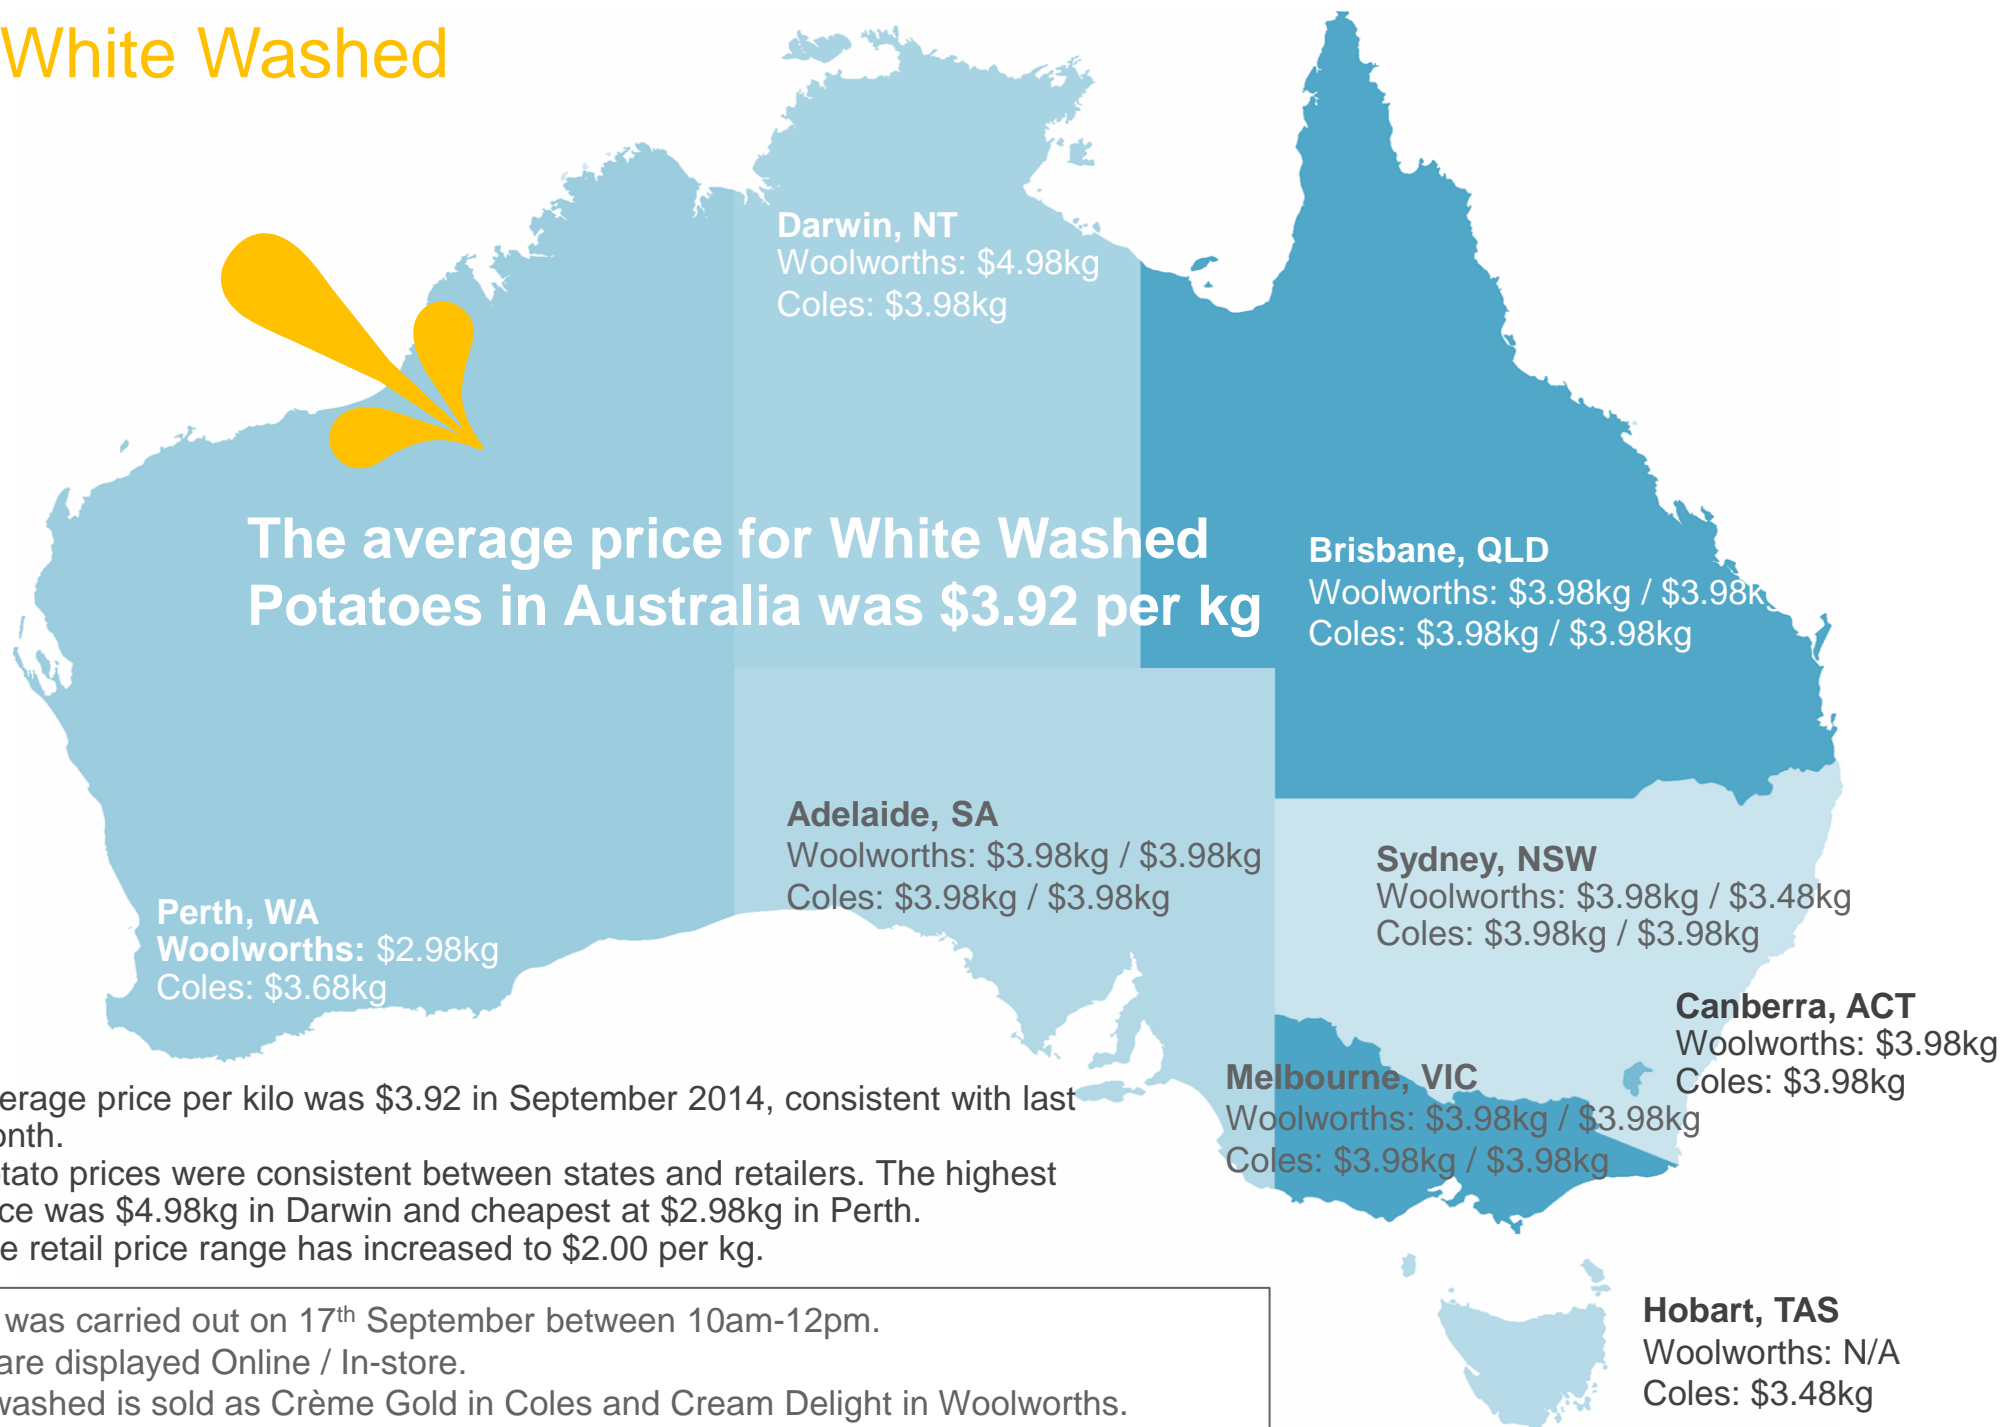 White Washed
Darwin, NT
Woolworths: $4.98kg
Coles: $3.98kg
The average price for White Washed
Potatoes in Australia was $3.92 per kg
Brisbane, QLD
Woolworths: $3.98kg / $3.98kg
Coles: $3.98kg / $3.98kg
Adelaide, SA
Woolworths: $3.98kg / $3.98kg
Coles: $3.98kg / $3.98kg
Sydney, NSW
Woolworths: $3.98kg / $3.48kg
Coles: $3.98kg / $3.98kg
Perth, WA
Woolworths: $2.98kg
Coles: $3.68kg
Canberra, ACT
Woolworths: $3.98kg
Coles: $3.98kg
Melbourne, VIC
Woolworths: $3.98kg / $3.98kg
Coles: $3.98kg / $3.98kg
erage price per kilo was $3.92 in September 2014, consistent with last
onth.
tato prices were consistent between states and retailers. The highest
ice was $4.98kg in Darwin and cheapest at $2.98kg in Perth.
e retail price range has increased to $2.00 per kg.
was carried out on 17th September between 10am-12pm.
are displayed Online / In-store.
washed is sold as Crème Gold in Coles and Cream Delight in Woolworths.
Hobart, TAS
Woolworths: N/A
Coles: $3.48kg